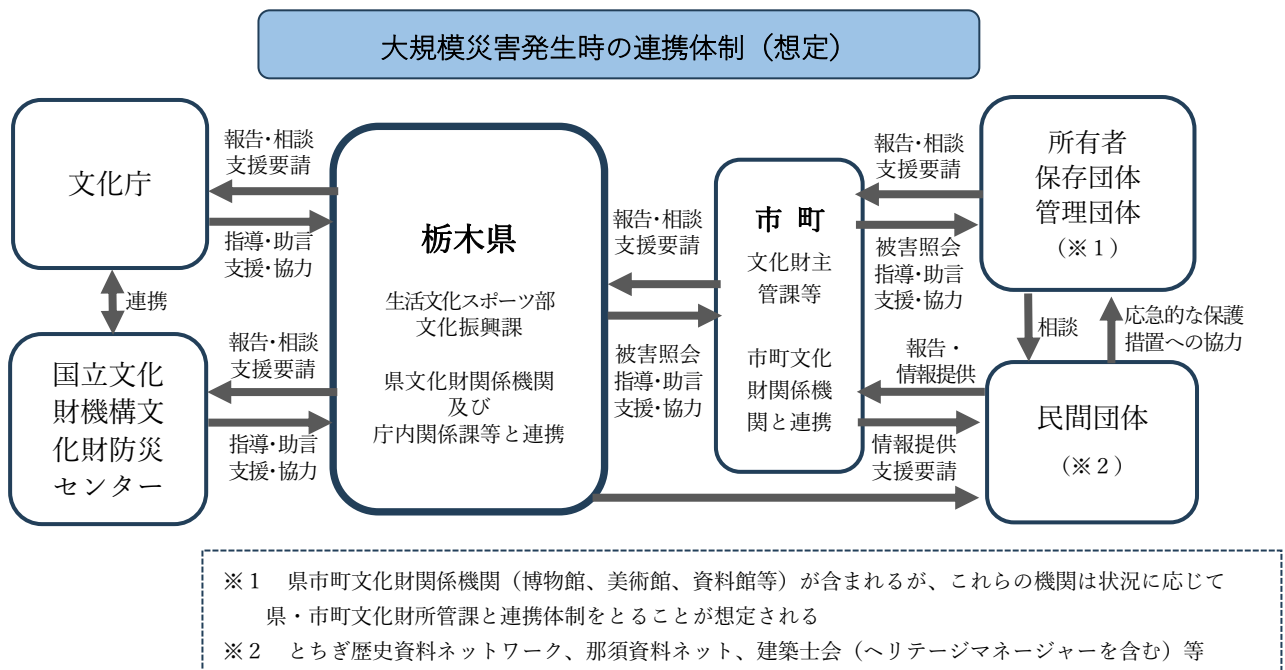 大規模災害発生時の連携体制（想定）
文化庁
報告･相談
支援要請
指導･助言
支援･協力
連携
国立文化
財機構文
化財防災
センター
報告･相談
支援要請
指導･助言
支援･協力
栃木県
生活文化スポーツ部
文化振興課
県文化財関係機関
及び
庁内関係課等と連携
報告･相談
支援要請
被害照会
指導･助言
支援･協力
市 町
文化財主
管課等
市町文化
財関係機
関と連携
報告･相談
支援要請
被害照会
指導･助言
支援･協力
所有者
保存団体
管理団体
（※１）
相談
応急的な保護
措置への協力
報告・
情報提供
情報提供
支援要請
民間団体
（※２）
※１　県市町文化財関係機関（博物館、美術館、資料館等）が含まれるが、これらの機関は状況に応じて
県・市町文化財所管課と連携体制をとることが想定される
※２　とちぎ歴史資料ネットワーク、那須資料ネット、建築士会（ヘリテージマネージャーを含む）等